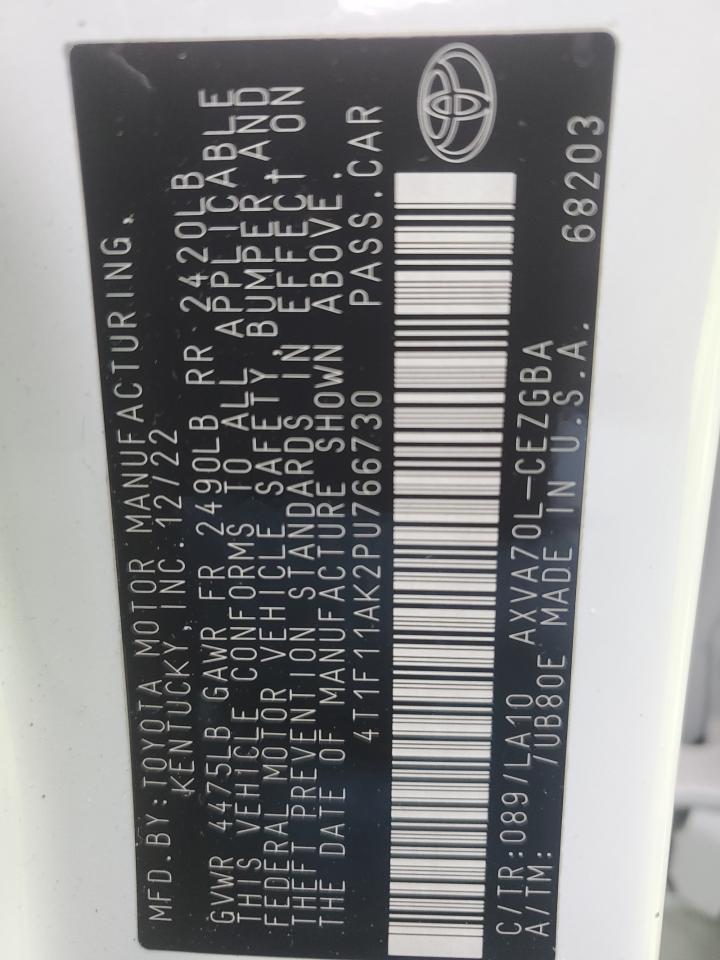 MFD.BY:TOYOTA MOTOR MANUFACTURING,
KENTUCKY, INC. 12/22
GVWR 4475LB GAWR FR 2490LB RR 2420LB
THIS VEHICLE CONFORMS TO ALL APPLICABLE
FEDERAL MOTOR VEHICLE SAFETY,BUMPER AND
THEFT PREVENTION STANDARDS IN EFFECT ON
THE DATE OF MANUFACTURE SHOWN ABOVE.
4T1F11AK2PU766730 PASS.CAR
C/TR:089/LA10 AXVA70L-CEZGBA
A/TM: /UB80E MADE IN U.S.A. 68203